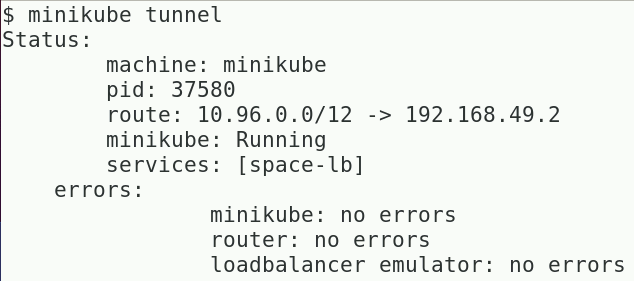 $ minikube tunnel
Status:
machine: minikube
pid: 37580
route: 10.96.0.0/12 -> 192.168.49.2
minikube: Running
services: [space-lb]
errors:
minikube: no errors
router: no errors
loadbalancer emulator: no errors